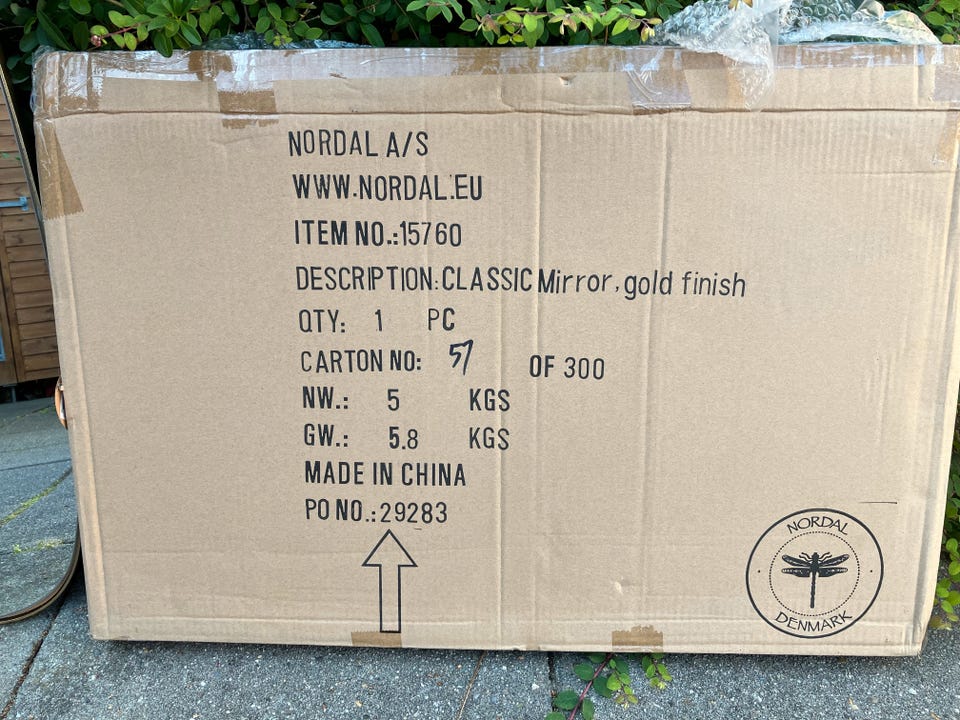 NORDAL A/S
WWW.NORDAL.EU
ITEM NO.:15760
DESCRIPTION:CLASSIC Mirror, gold finish
QTY: 1 PC
CARTON NO: 57 OF 300
NW.: 5 KGS
GW.: 5.8 KGS
MADE IN CHINA
PO NO.:29283
NORDAL
DENMARK